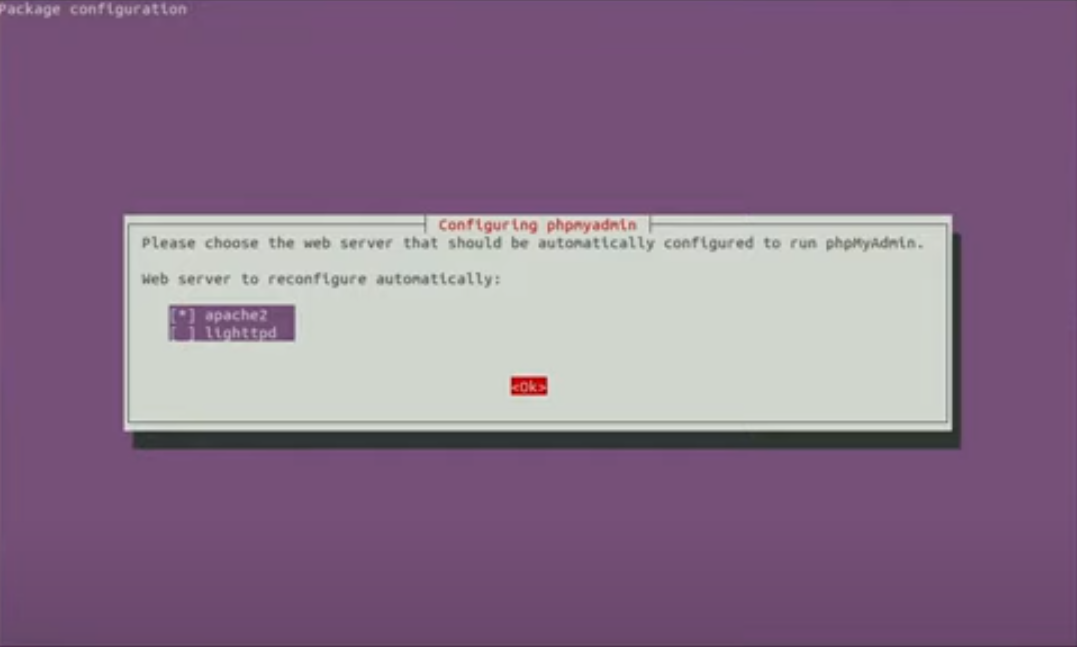 Package configuration
Configuring phpmyadmin
Please choose the web server that should be automatically configured to run phpMyAdmin.
Web server to reconfigure automatically:
[*] apache2
[ ] lighttpd
<Ok>